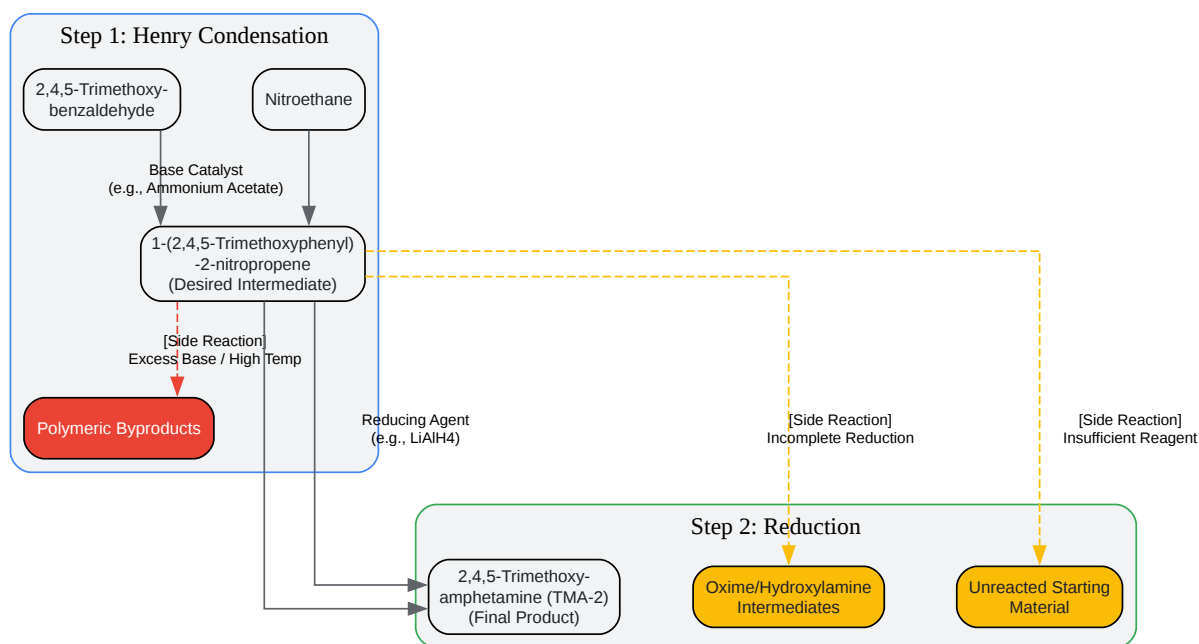 Step 1: Henry Condensation
2,4,5-Trimethoxy-
benzaldehyde
Nitroethane
Base Catalyst
(e.g., Ammonium Acetate)
1-(2,4,5-Trimethoxyphenyl)
-2-nitropropene
(Desired Intermediate)
[Side Reaction]
Excess Base / High Temp
Polymeric Byproducts
Reducing Agent
(e.g., LiAlH4)
[Side Reaction]
Incomplete Reduction
[Side Reaction]
Insufficient Reagent
Step 2: Reduction
2,4,5-Trimethoxy-
amphetamine (TMA-2)
(Final Product)
Oxime/Hydroxylamine
Intermediates
Unreacted Starting
Material